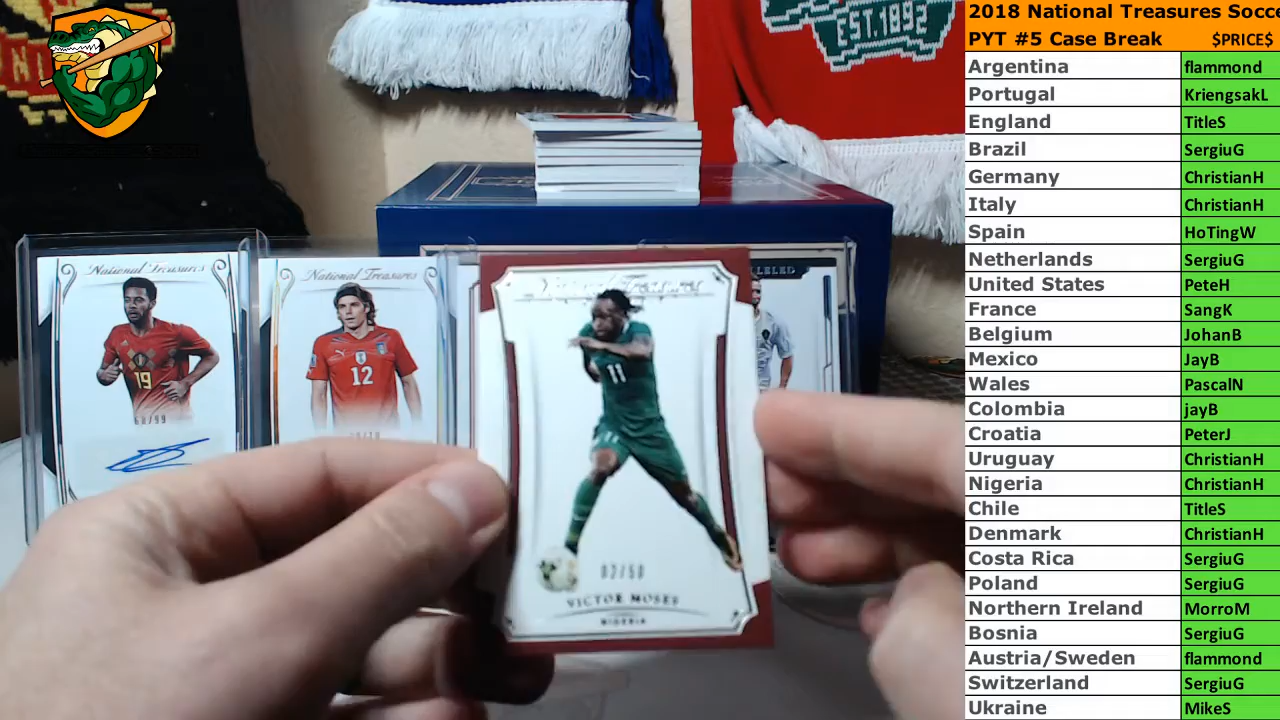 2018 National Treasures Socce
PYT #5 Case Break $PRICE$
Argentina flammond
Portugal KriengsakL
England TitleS
Brazil SergiuG
Germany ChristianH
Italy ChristianH
Spain HoTingW
Netherlands SergiuG
United States PeteH
France SangK
Belgium JohanB
Mexico JayB
Wales PascalN
Colombia jayB
Croatia PeterJ
Uruguay ChristianH
Nigeria ChristianH
Chile TitleS
Denmark ChristianH
Costa Rica SergiuG
Poland SergiuG
Northern Ireland MorroM
Bosnia SergiuG
Austria/Sweden flammond
Switzerland SergiuG
Ukraine MikeS
EST.1892
National Treasures
19
68/99
National Treasures
12
National Treasures
11
02/50
VICTOR MOSES
NIGERIA